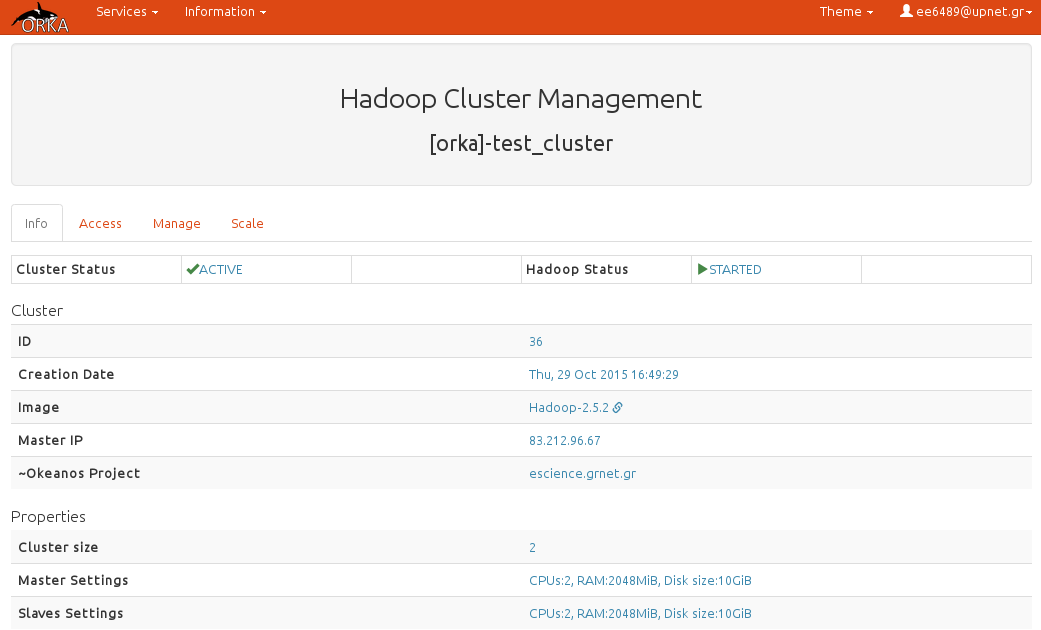 ORKA Services Information Theme ee6489@upnet.gr
Hadoop Cluster Management
[orka]-test_cluster
Info Access Manage Scale
Cluster Status ACTIVE Hadoop Status STARTED
Cluster
ID 36
Creation Date Thu, 29 Oct 2015 16:49:29
Image Hadoop-2.5.2
Master IP 83.212.96.67
~Okeanos Project escience.grnet.gr
Properties
Cluster size 2
Master Settings CPUs:2, RAM:2048MiB, Disk size:10GiB
Slaves Settings CPUs:2, RAM:2048MiB, Disk size:10GiB